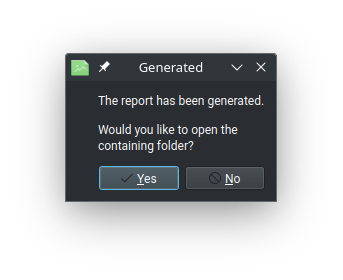 Generated
The report has been generated.
Would you like to open the
containing folder?
Yes
No